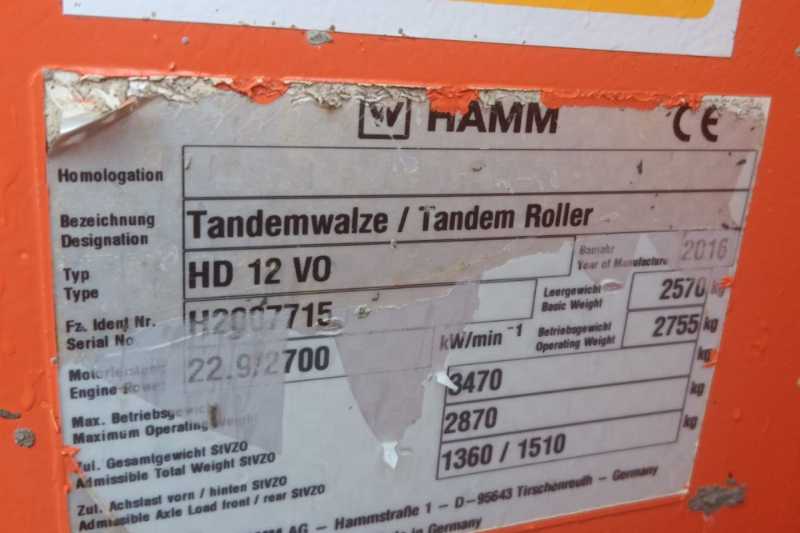 HAMM CE
Homologation
Bezeichnung
Designation
Tandemwalze / Tandem Roller
Typ
Type
HD 12 VO
Baujahr
Year of Manufacture
2016
Fz. Ident Nr.
Serial No
H2007715
Leergewicht
Basic Weight
2570 kg
Motorleistung
Engine Power
22.9/2700
kW/min -1
Betriebsgewicht
Operating Weight
2755 kg
Max. Betriebsgewicht
Maximum Operating Weight
3470 kg
Zul. Gesamtgewicht StVZO
Admissible Total Weight StVZO
2870 kg
Zul. Achslast vorn / hinten StVZO
Admissible Axle Load front / rear StVZO
1360 / 1510 kg
AG – Hammstraße 1 – D–95643 Tirschenreuth – Germany
in Germany